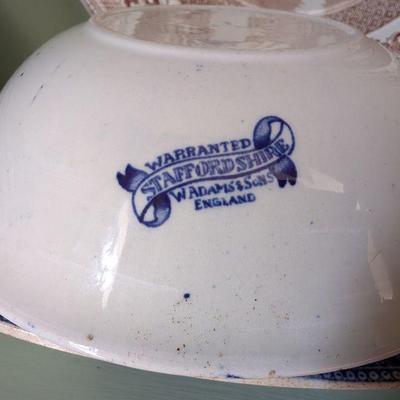 WARRANTED
STAFFORDSHIRE
W.ADAMS & SONS
ENGLAND